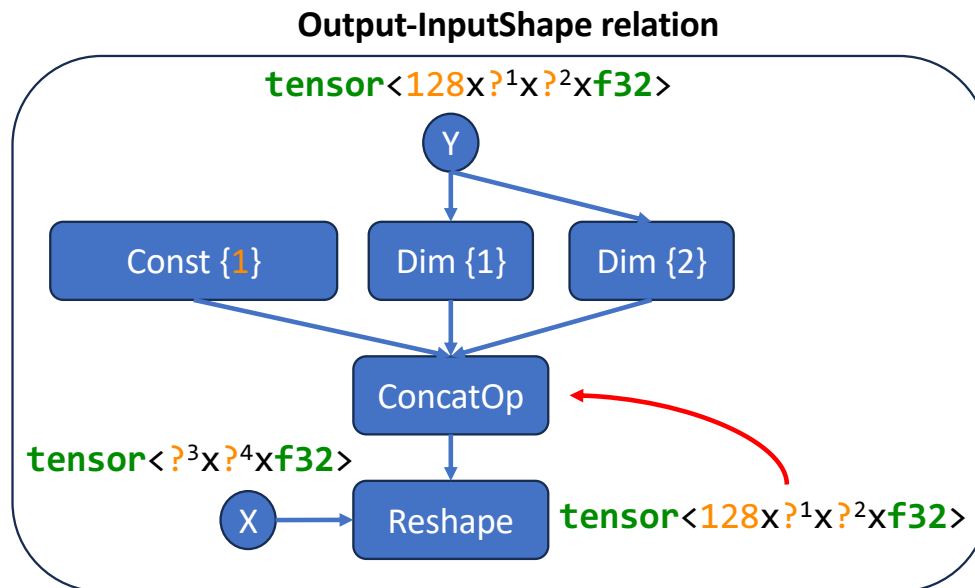 Output-InputShape relation
tensor<128x?¹x?²xf32>
Y
Const {1}
Dim {1}
Dim {2}
ConcatOp
tensor<?³x?⁴xf32>
X
Reshape
tensor<128x?¹x?²xf32>